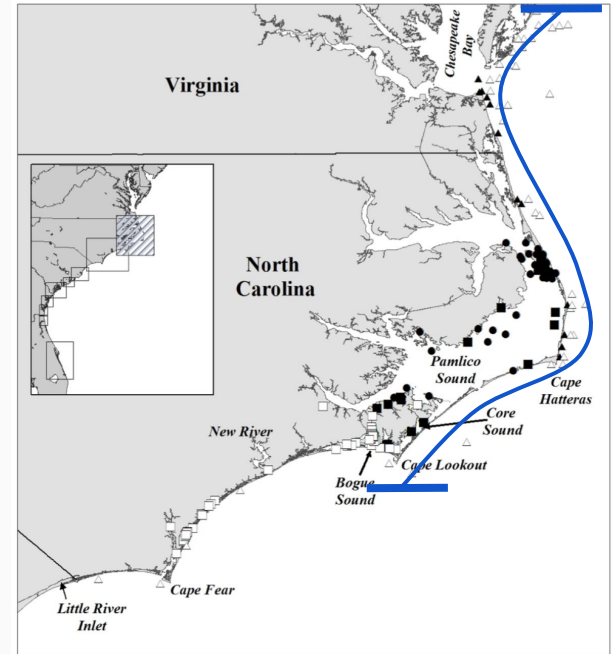 Chesapeake
Bay
Virginia
North
Carolina
Pamlico
Sound
Cape
Hatteras
Core
Sound
New River
Cape Lookout
Bogue
Sound
Cape Fear
Little River
Inlet